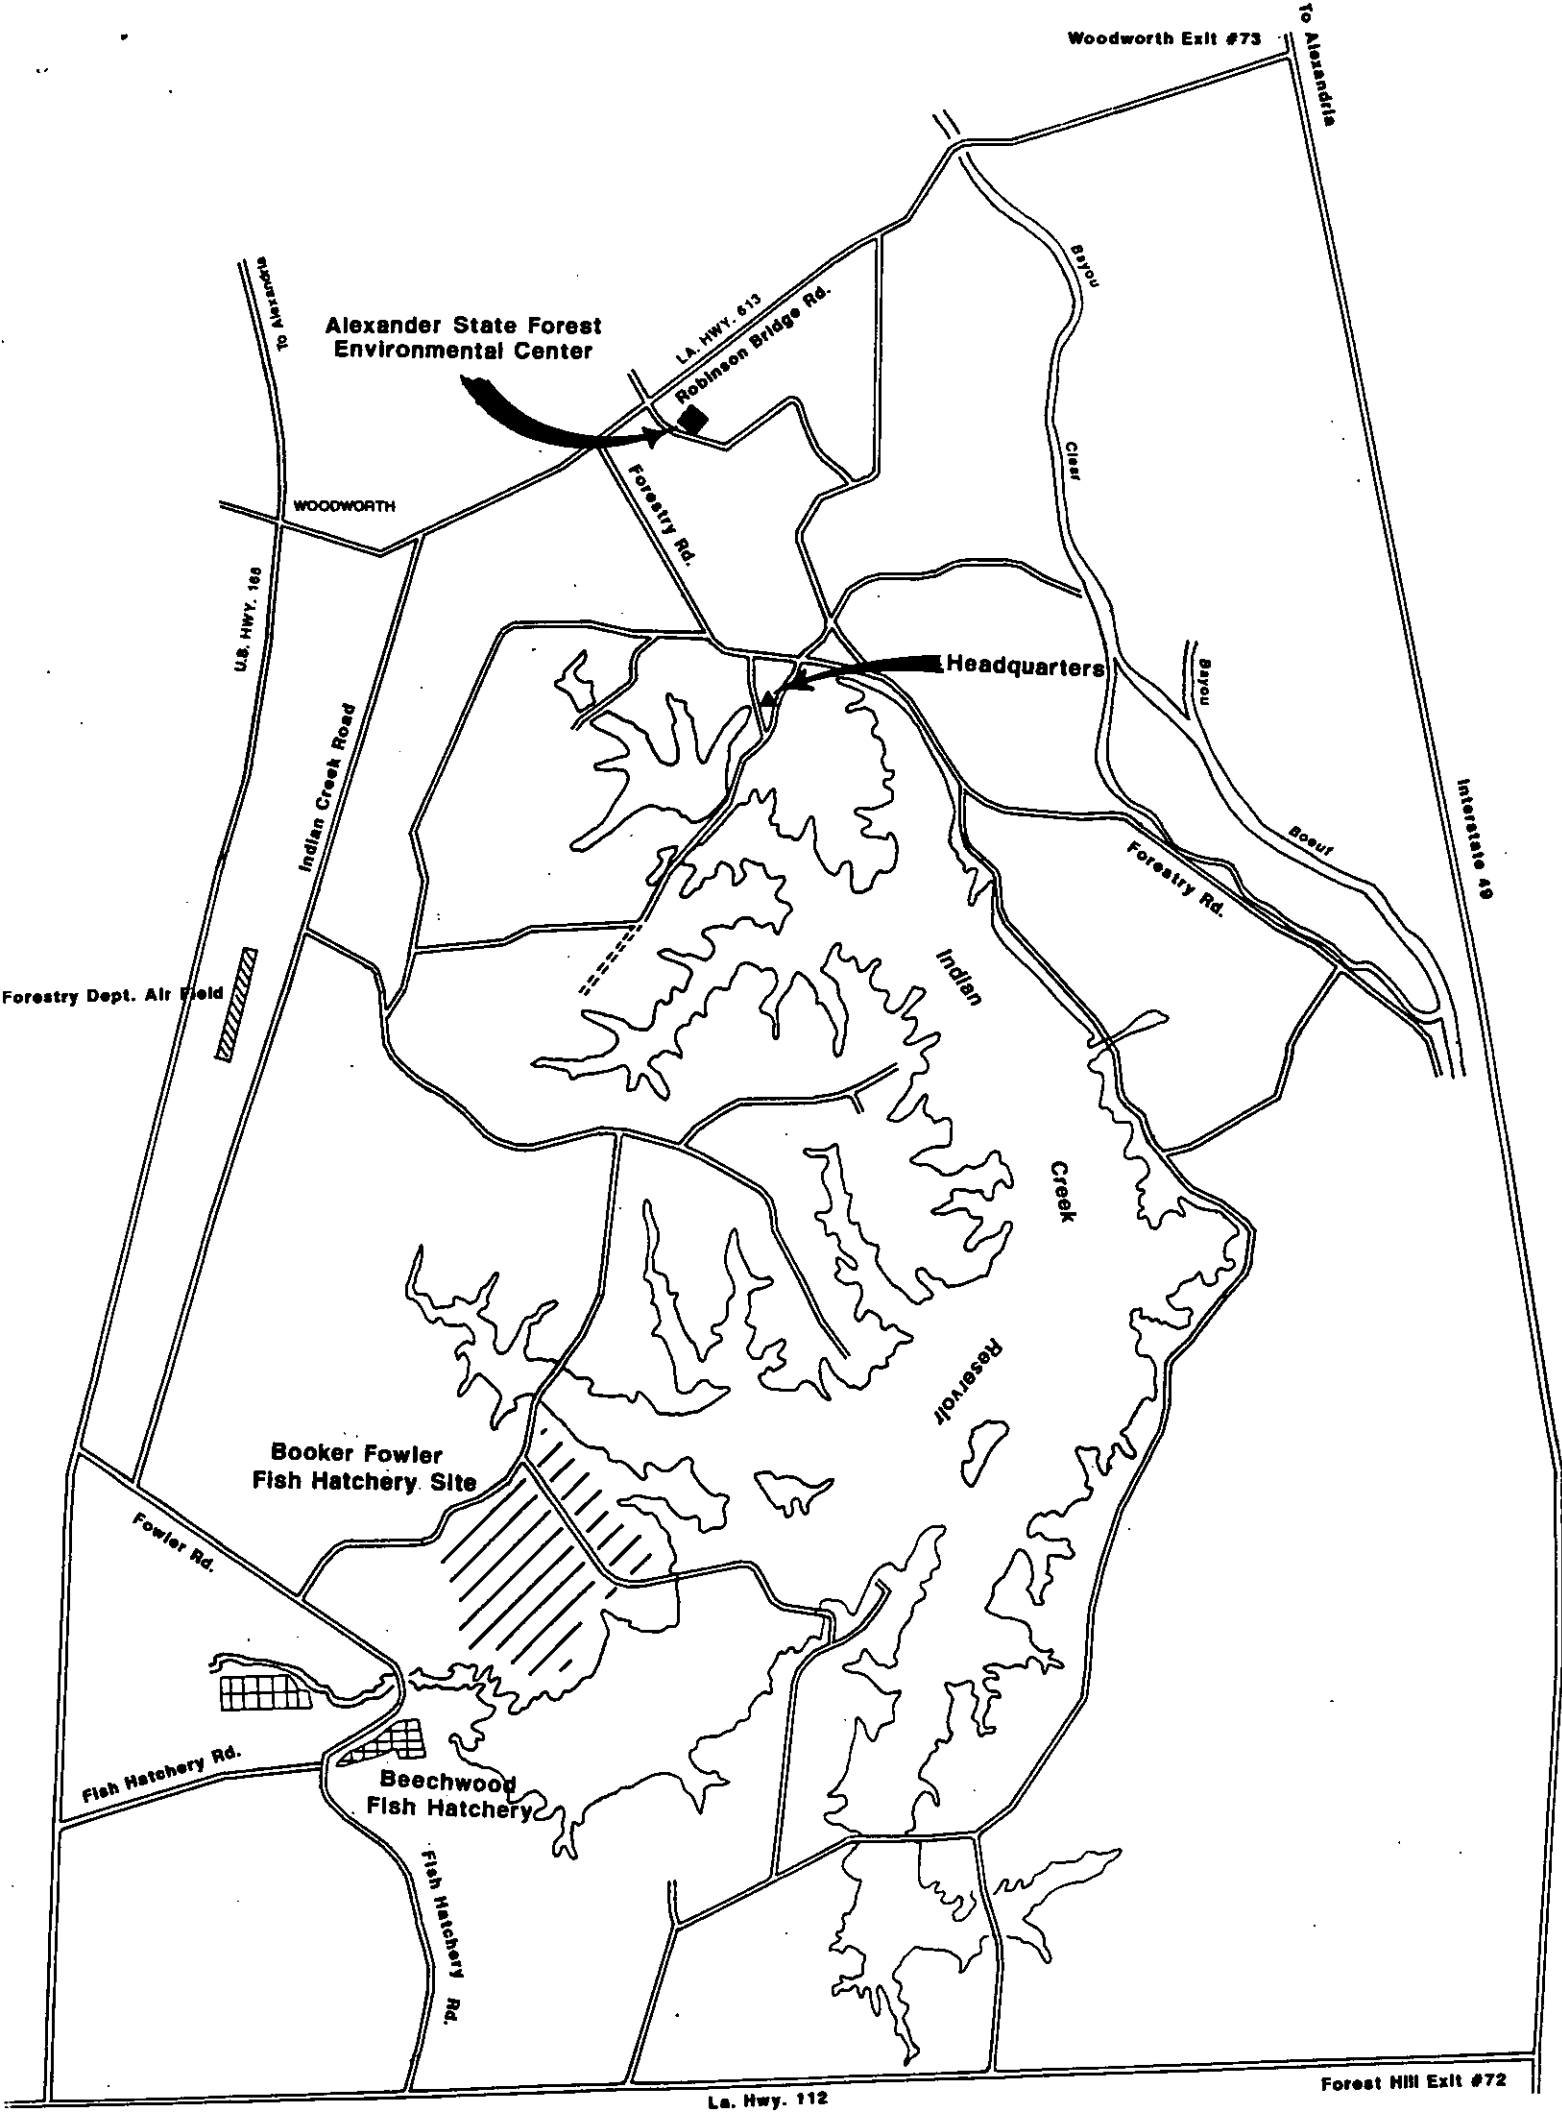 Woodworth Exit #73
To Alexandria
To Alexandria
Bayou
Alexander State Forest
Environmental Center
LA. HWY. 613
Robinson Bridge Rd.
Clear
WOODWORTH
Forestry Rd.
U.S. HWY. 165
Headquarters
Bayou
Indian Creek Road
Interstate 49
Boeuf
Forestry Rd.
Forestry Dept. Air Field
Indian
Creek
Reservoir
Booker Fowler
Fish Hatchery Site
Fowler Rd.
Fish Hatchery Rd.
Beechwood
Fish Hatchery
Fish Hatchery Rd.
La. Hwy. 112
Forest Hill Exit #72